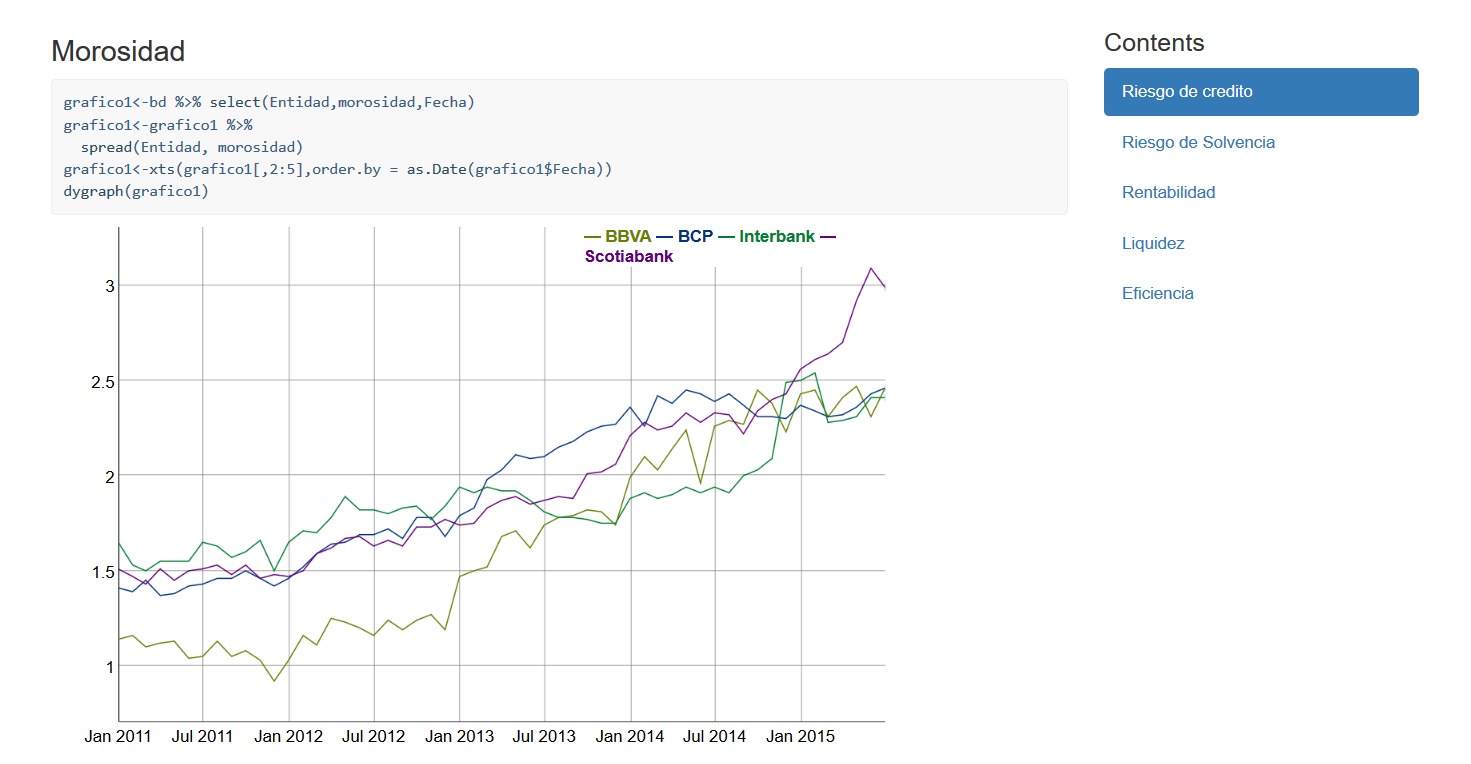 Morosidad
grafico1<-bd %>% select(Entidad,morosidad,Fecha)
grafico1<-grafico1 %>%
  spread(Entidad, morosidad)
grafico1<-xts(grafico1[,2:5],order.by = as.Date(grafico1$Fecha))
dygraph(grafico1)
— BBVA — BCP — Interbank —
Scotiabank
3
2.5
2
1.5
1
Jan 2011 Jul 2011 Jan 2012 Jul 2012 Jan 2013 Jul 2013 Jan 2014 Jul 2014 Jan 2015
Contents
Riesgo de credito
Riesgo de Solvencia
Rentabilidad
Liquidez
Eficiencia